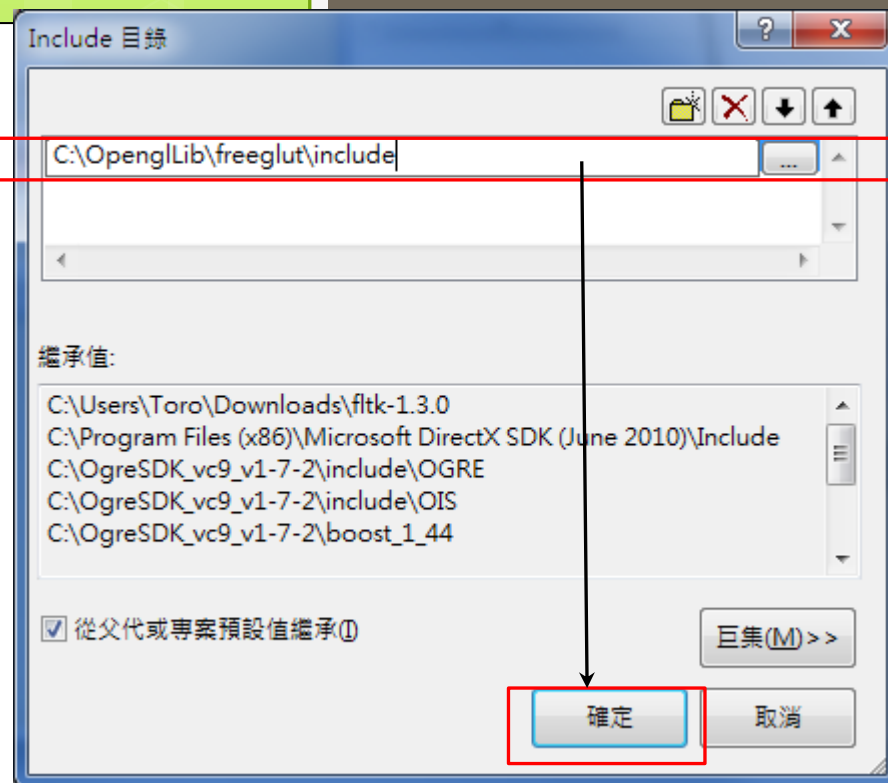 Include 目錄
C:\OpenglLib\freeglut\include
...
繼承值:
C:\Users\Toro\Downloads\fltk-1.3.0
C:\Program Files (x86)\Microsoft DirectX SDK (June 2010)\Include
C:\OgreSDK_vc9_v1-7-2\include\OGRE
C:\OgreSDK_vc9_v1-7-2\include\OIS
C:\OgreSDK_vc9_v1-7-2\boost_1_44
從父代或專案預設值繼承(I)
巨集(M)>>
確定
取消